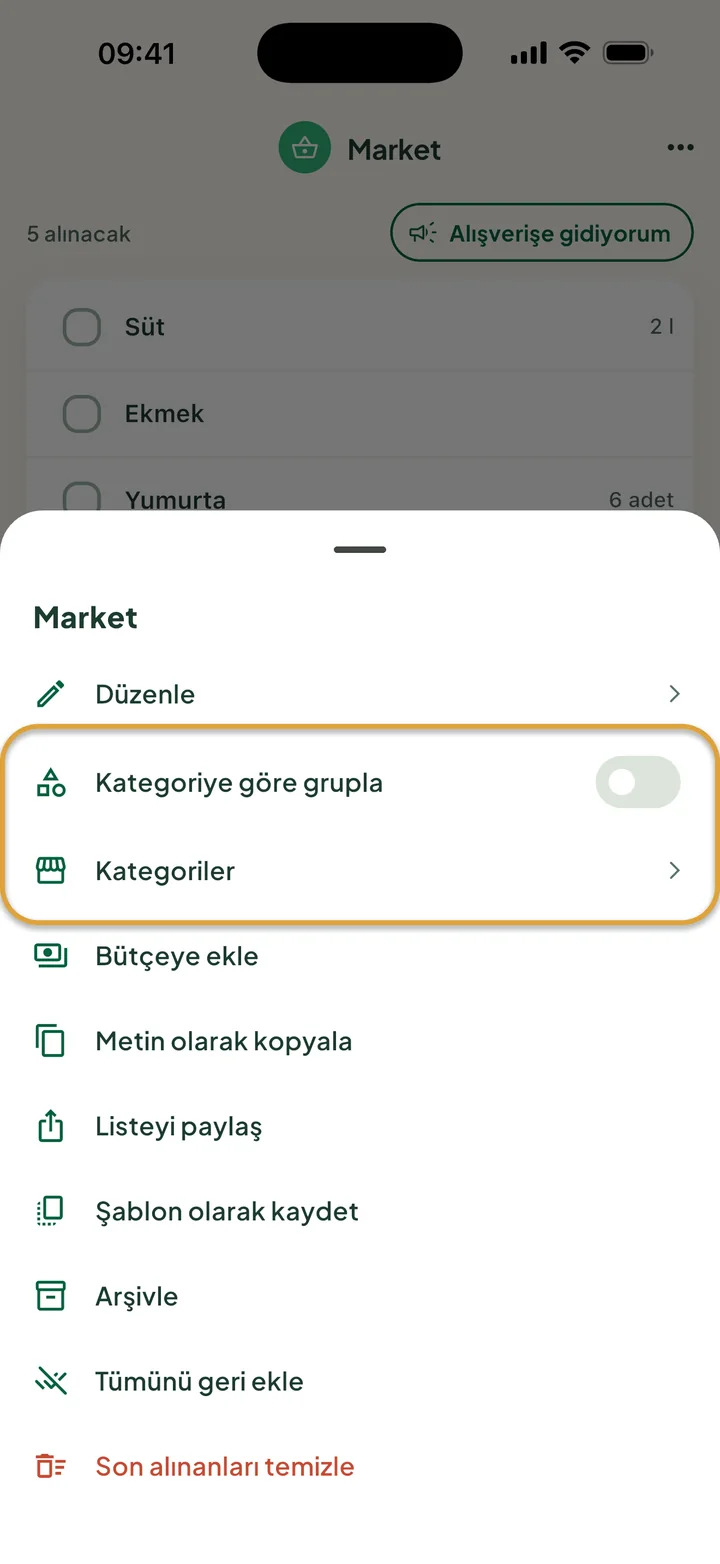 09:41
Market
5 alınacak
Alışverişe gidiyorum
Süt 2 l
Ekmek
Yumurta 6 adet
Market
Düzenle
Kategoriye göre grupla
Kategoriler
Bütçeye ekle
Metin olarak kopyala
Listeyi paylaş
Şablon olarak kaydet
Arşivle
Tümünü geri ekle
Son alınanları temizle